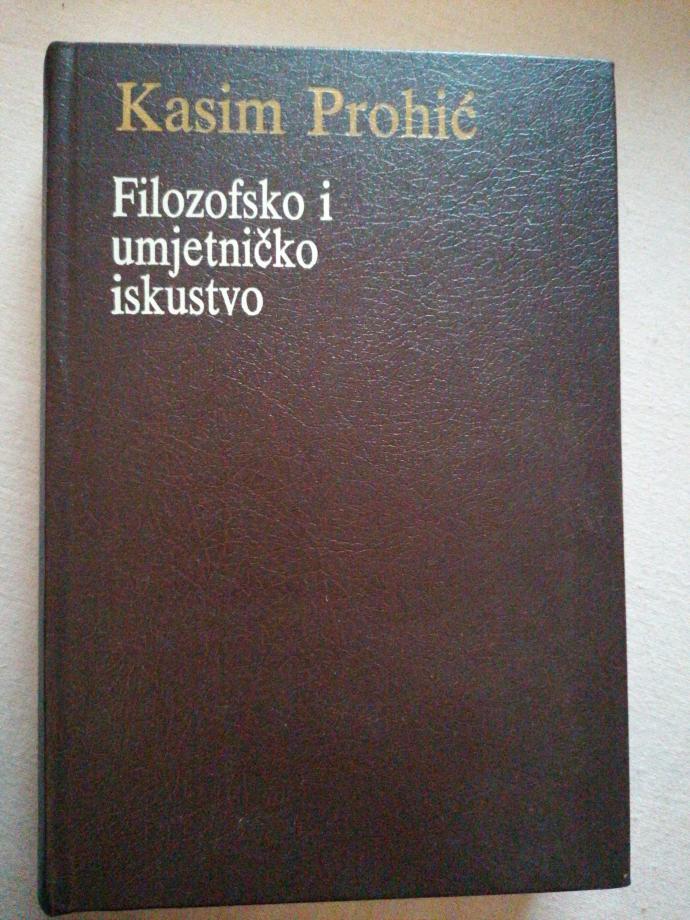 Kasim Prohić
Filozofsko i
umjetničko
iskustvo